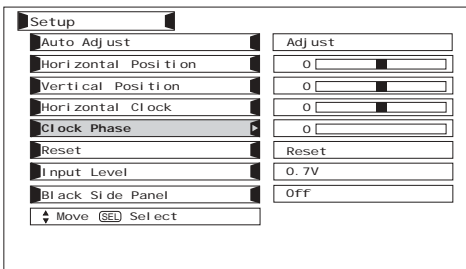 Setup
Auto Adjust Adjust
Horizontal Position 0
Vertical Position 0
Horizontal Clock 0
Clock Phase 0
Reset Reset
Input Level 0.7V
Black Side Panel Off
Move SEL Select